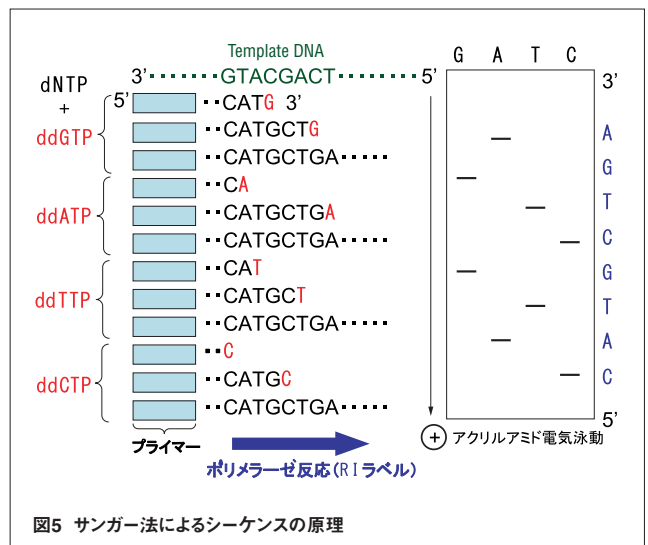 Template DNA
3’・・・・・・・GTACGACT・・・・・・・5’
dNTP
+
5’
ddGTP
・・CATG 3’
・・CATGCTG
・・CATGCTGA・・・・・
ddATP
・・CA
・・CATGCTGA
・・CATGCTGA・・・・・
ddTTP
・・CAT
・・CATGCT
・・CATGCTGA・・・・・
ddCTP
・・C
・・CATGC
・・CATGCTGA・・・・・
プライマー
ポリメラーゼ反応(RIラベル)
G A T C
3’
A
G
T
C
G
T
A
C
5’
+ アクリルアミド電気泳動
図5 サンガー法によるシーケンスの原理